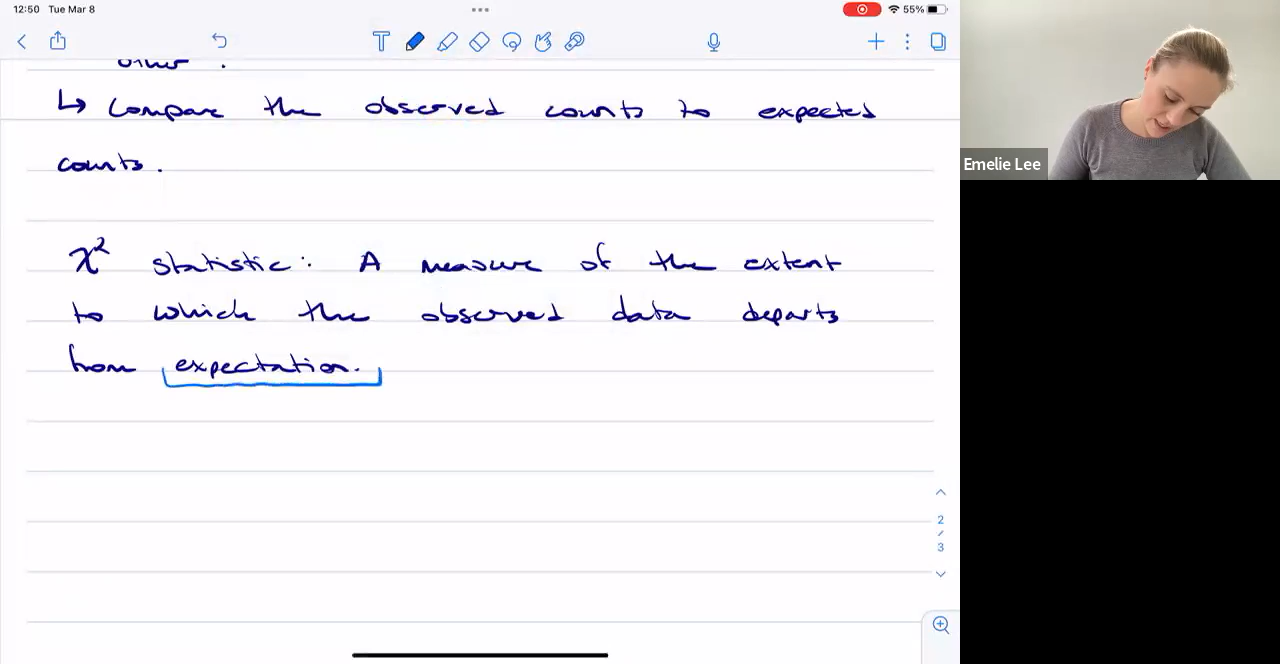 12:50 Tue Mar 8
55%
other.
↳ Compare the observed counts to expected
counts.
χ² statistic: A measure of the extent
to which the observed data departs
from expectation.
2
/
3
Emelie Lee